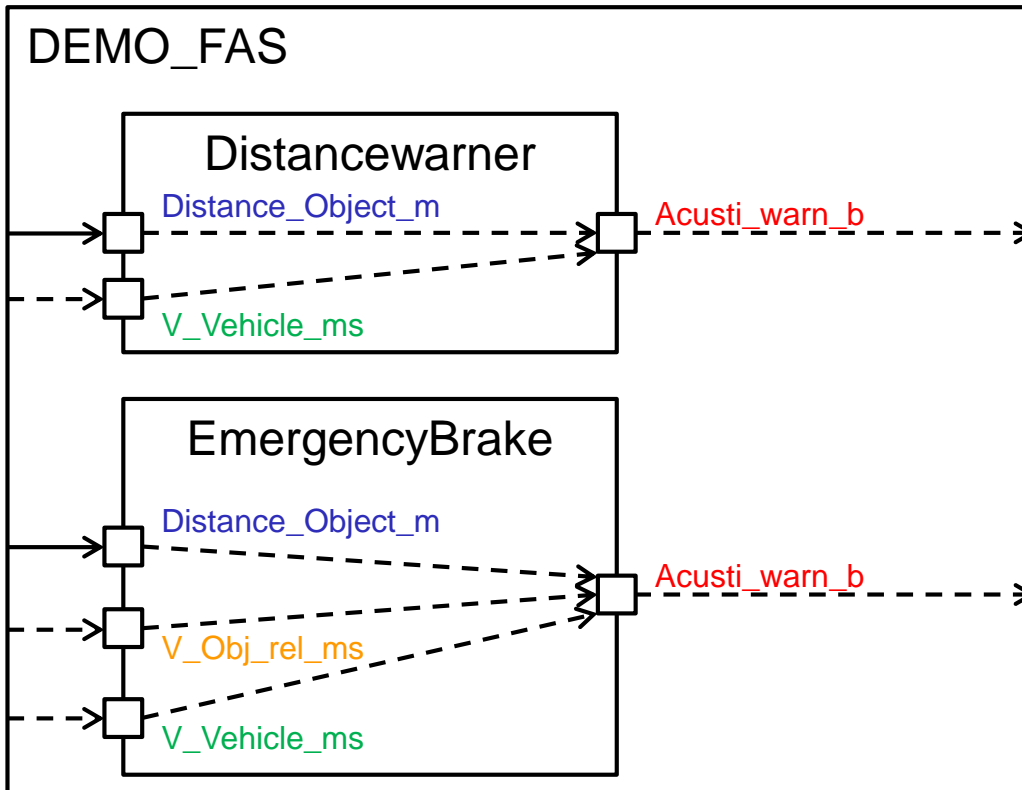 DEMO_FAS
Distancewarner
Distance_Object_m
Acusti_warn_b
V_Vehicle_ms
EmergencyBrake
Distance_Object_m
Acusti_warn_b
V_Obj_rel_ms
V_Vehicle_ms